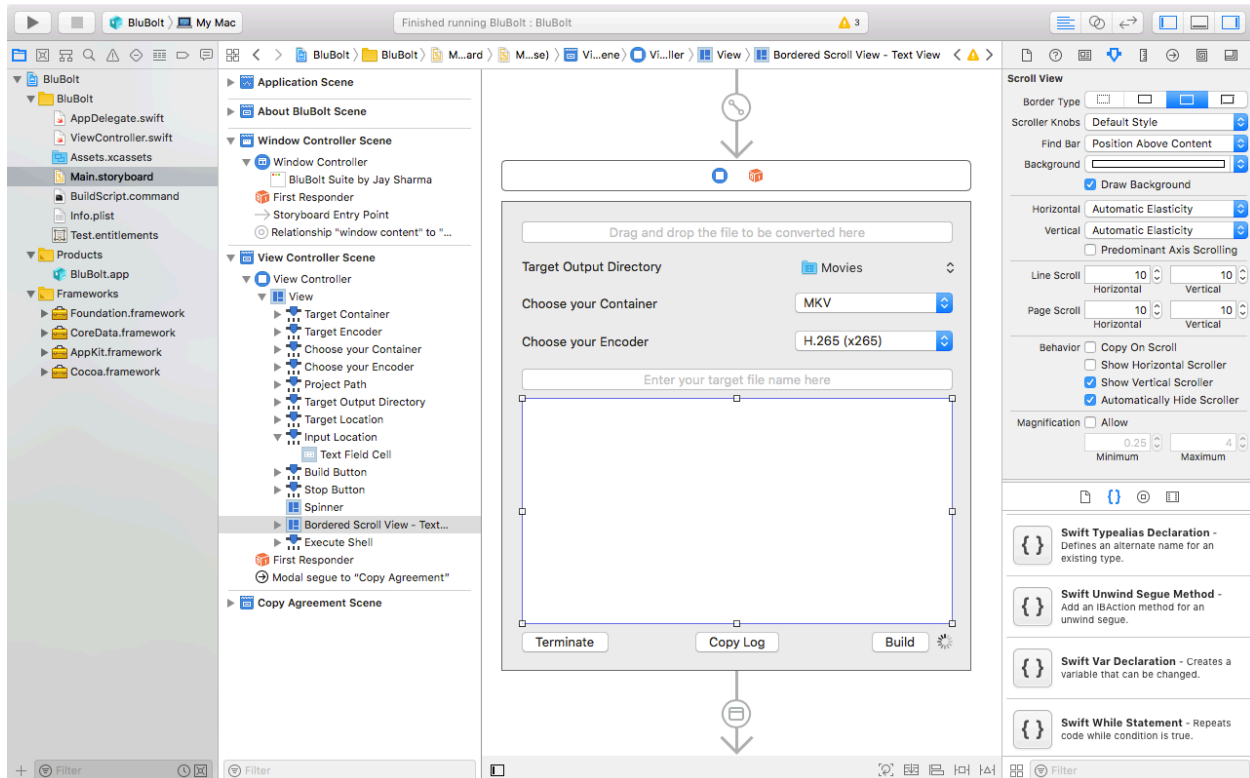 BluBolt 〉 My Mac
Finished running BluBolt : BluBolt
3
BluBolt 〉 BluBolt 〉 M...ard 〉 M...se) 〉 Vi...ene 〉 Vi...ller 〉 View 〉 Bordered Scroll View - Text View
BluBolt
BluBolt
AppDelegate.swift
ViewController.swift
Assets.xcassets
Main.storyboard
BuildScript.command
Info.plist
Test.entitlements
Products
BluBolt.app
Frameworks
Foundation.framework
CoreData.framework
AppKit.framework
Cocoa.framework
Filter
Application Scene
About BluBolt Scene
Window Controller Scene
Window Controller
BluBolt Suite by Jay Sharma
First Responder
Storyboard Entry Point
Relationship "window content" to "...
View Controller Scene
View Controller
View
Target Container
Target Encoder
Choose your Container
Choose your Encoder
Project Path
Target Output Directory
Target Location
Input Location
Text Field Cell
Build Button
Stop Button
Spinner
Bordered Scroll View - Text...
Execute Shell
First Responder
Modal segue to "Copy Agreement"
Copy Agreement Scene
Filter
Drag and drop the file to be converted here
Target Output Directory
Movies
Choose your Container
MKV
Choose your Encoder
H.265 (x265)
Enter your target file name here
Terminate
Copy Log
Build
Scroll View
Border Type
Scroller Knobs Default Style
Find Bar Position Above Content
Background
Draw Background
Horizontal Automatic Elasticity
Vertical Automatic Elasticity
Predominant Axis Scrolling
Line Scroll 10 10
Horizontal Vertical
Page Scroll 10 10
Horizontal Vertical
Behavior Copy On Scroll
Show Horizontal Scroller
Show Vertical Scroller
Automatically Hide Scroller
Magnification Allow
0.25 4
Minimum Maximum
{}
{ }
Swift Typealias Declaration -
Defines an alternate name for an
existing type.
{ }
Swift Unwind Segue Method -
Add an IBAction method for an
unwind segue.
{ }
Swift Var Declaration - Creates a
variable that can be changed.
{ }
Swift While Statement - Repeats
code while condition is true.
Filter